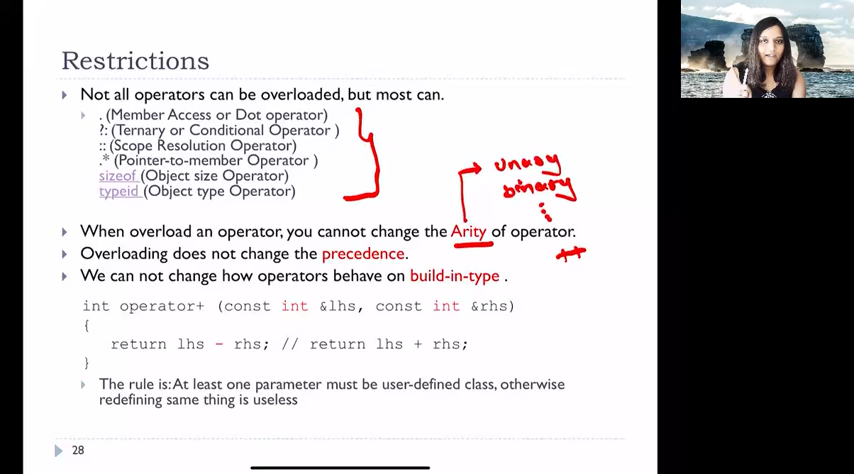 Restrictions
Not all operators can be overloaded, but most can.
. (Member Access or Dot operator)
?: (Ternary or Conditional Operator )
:: (Scope Resolution Operator)
.* (Pointer-to-member Operator )
sizeof (Object size Operator)
typeid (Object type Operator)
unary
binary
When overload an operator, you cannot change the Arity of operator.
Overloading does not change the precedence.
++
We can not change how operators behave on build-in-type .
int operator+ (const int &lhs, const int &rhs)
{
return lhs - rhs; // return lhs + rhs;
}
The rule is: At least one parameter must be user-defined class, otherwise
redefining same thing is useless
28